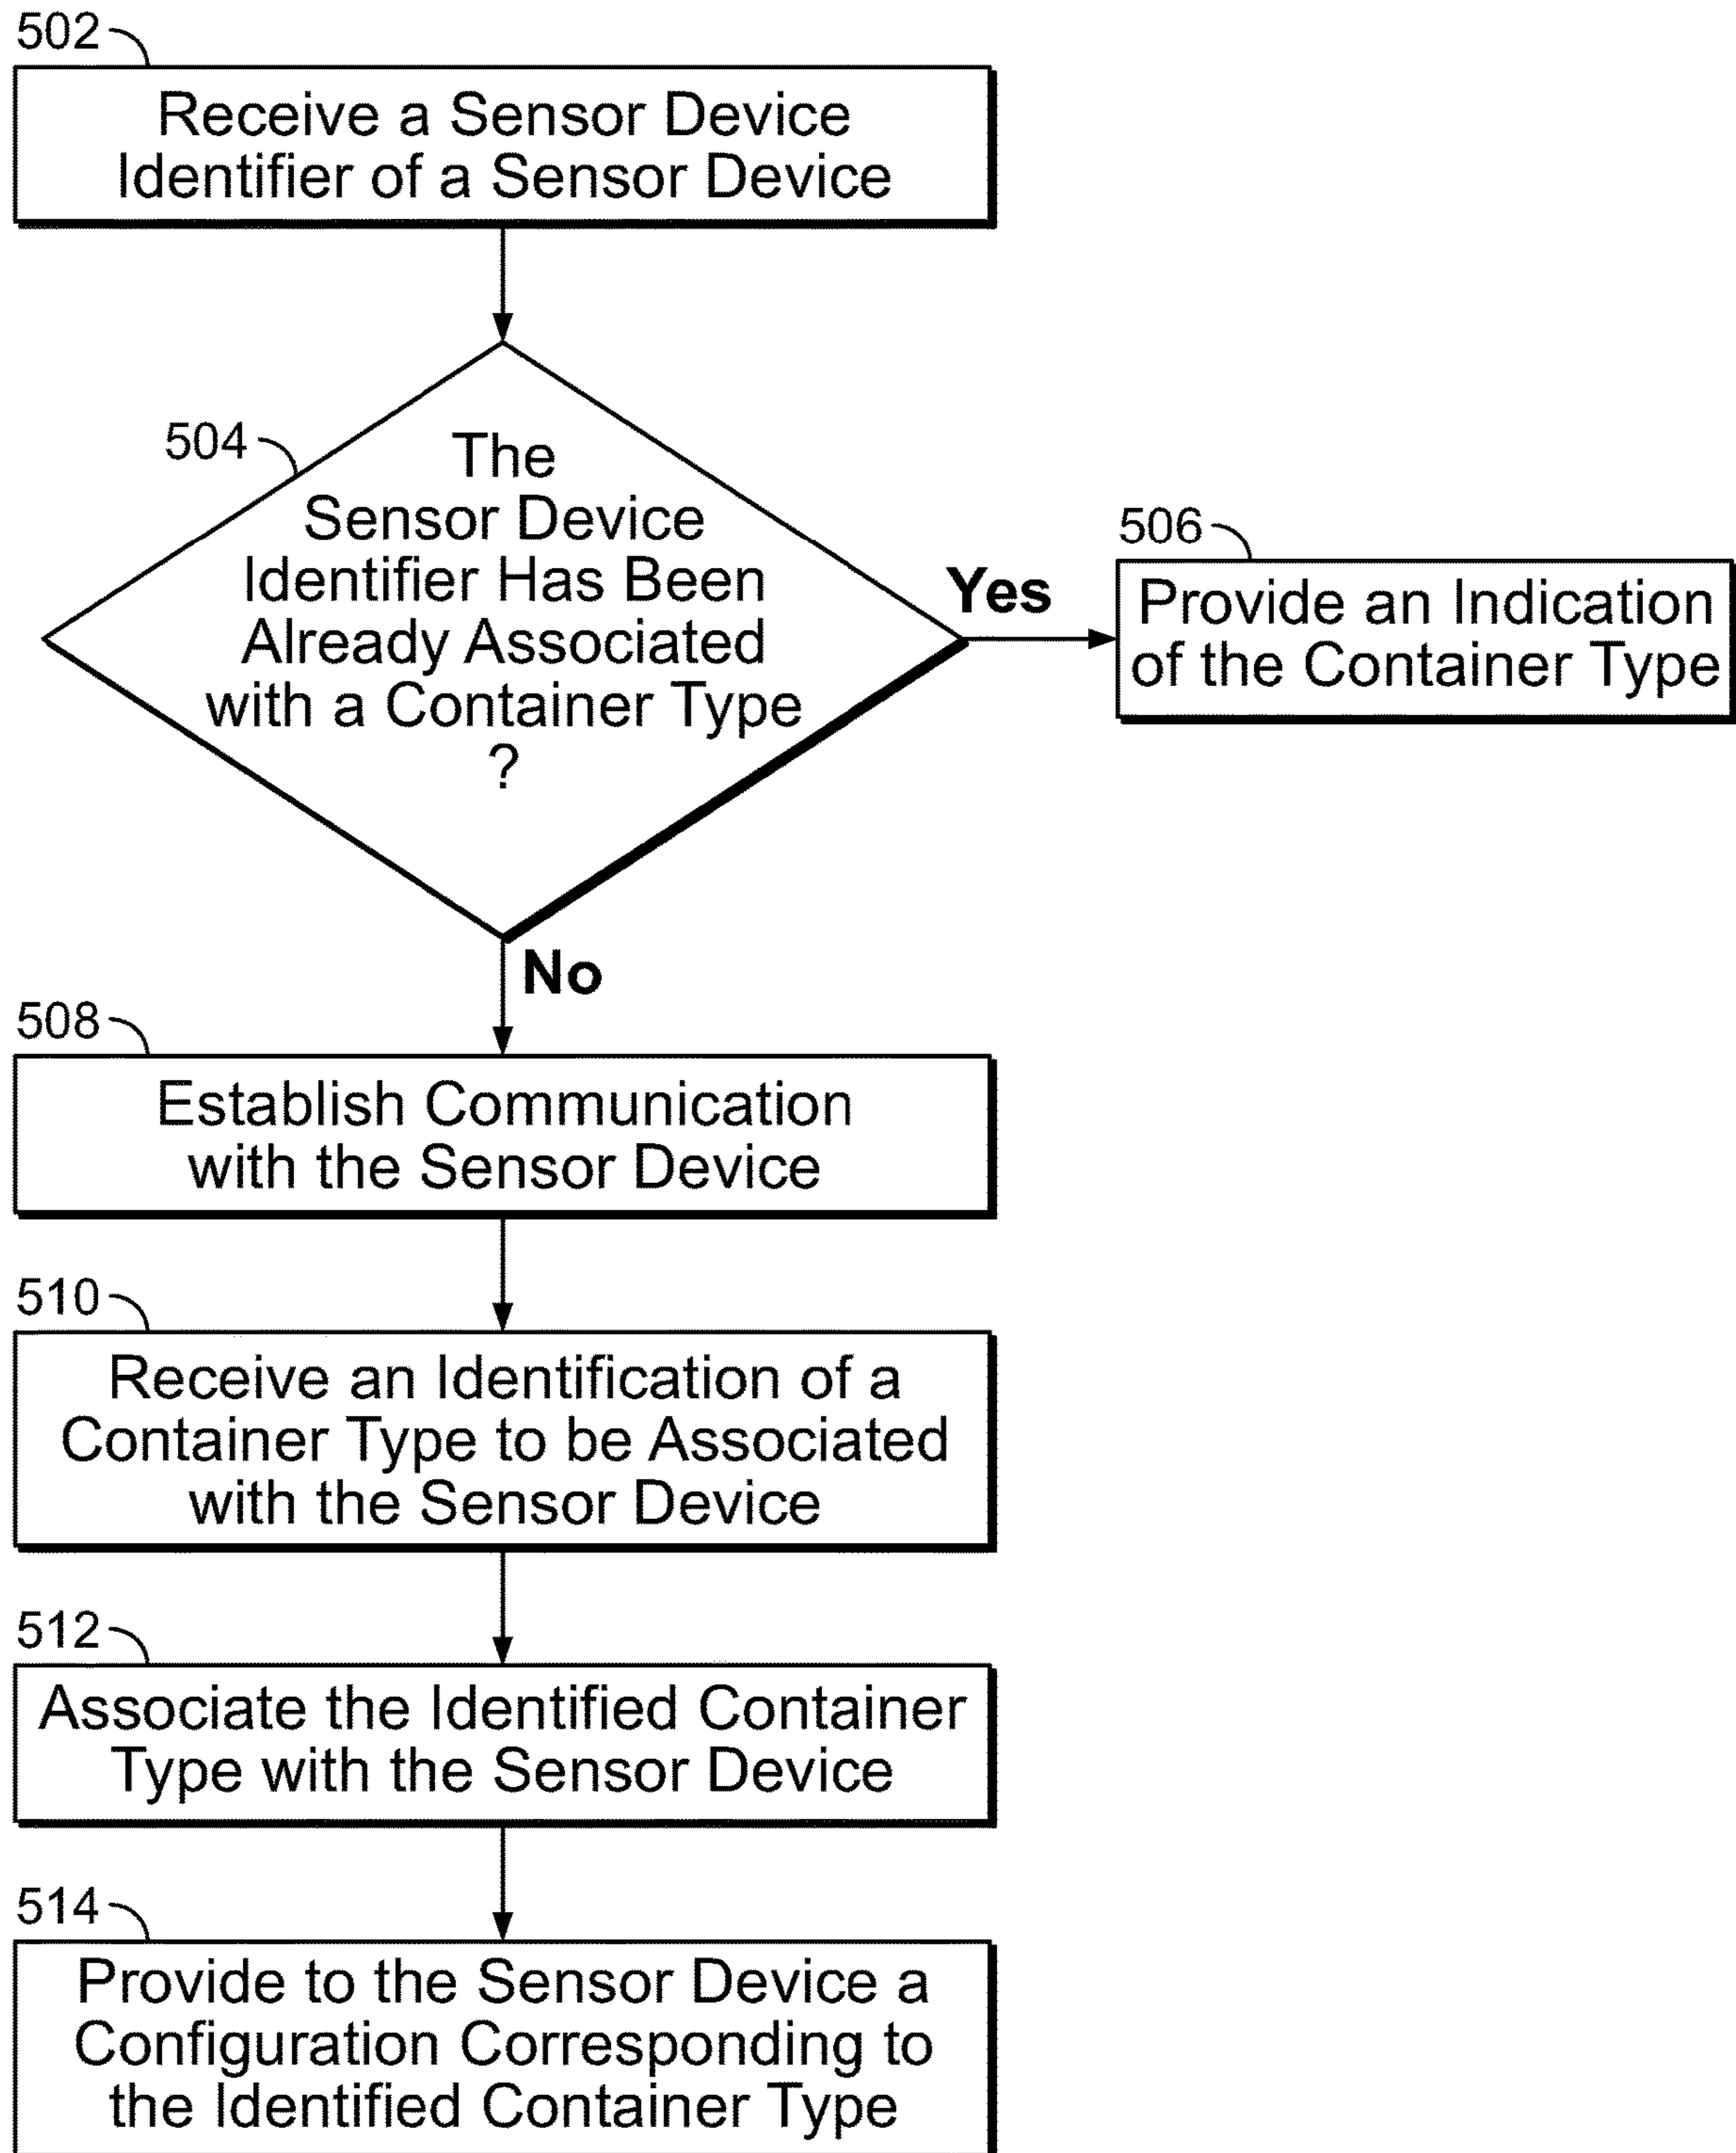 502
Receive a Sensor Device
Identifier of a Sensor Device
504
The
Sensor Device
Identifier Has Been
Already Associated
with a Container Type
?
Yes
506
Provide an Indication
of the Container Type
No
508
Establish Communication
with the Sensor Device
510
Receive an Identification of a
Container Type to be Associated
with the Sensor Device
512
Associate the Identified Container
Type with the Sensor Device
514
Provide to the Sensor Device a
Configuration Corresponding to
the Identified Container Type